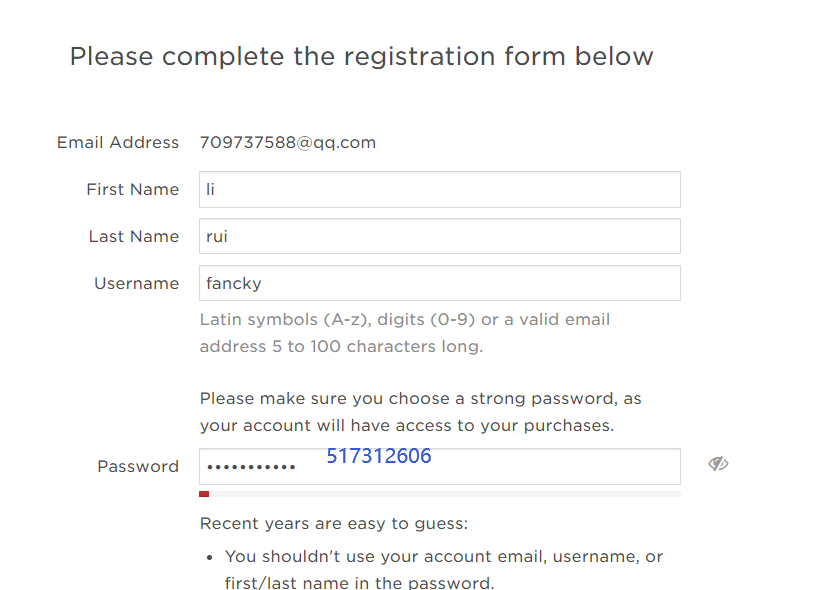 Please complete the registration form below
Email Address 709737588@qq.com
First Name li
Last Name rui
Username fancky
Latin symbols (A-z), digits (0-9) or a valid email
address 5 to 100 characters long.
Please make sure you choose a strong password, as
your account will have access to your purchases.
Password ••••••••••• 517312606
Recent years are easy to guess:
• You shouldn't use your account email, username, or
first/last name in the password.